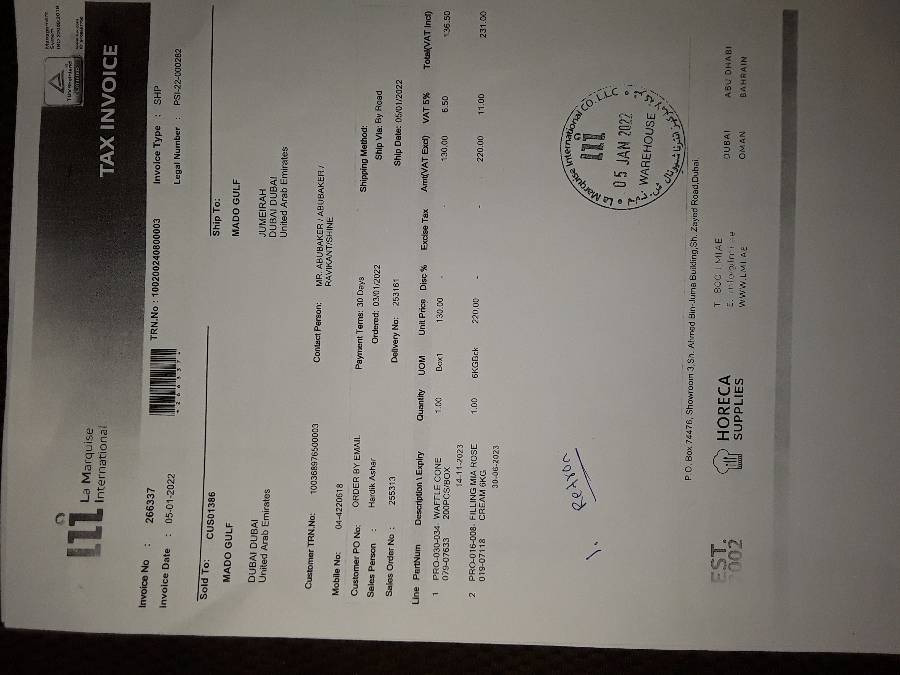 La Marquise
International
TAX INVOICE
Invoice No : 266337
TRN.No : 100200240800003
Invoice Type : SHP
Invoice Date : 05-01-2022
Legal Number : PSI-22-000282
Sold To: CUS01386
Ship To:
MADO GULF
MADO GULF
DUBAI DUBAI
United Arab Emirates
JUMEIRAH
DUBAI DUBAI
United Arab Emirates
Customer TRN.No: 100368976500003
Contact Person: MR. ABUBAKER / ABUBAKER /
RAVIKANT/SHINE
Mobile No: 04-4220618
Customer PO No: ORDER BY EMAIL
Payment Terms: 30 Days
Shipping Method:
Sales Person : Hardik Ashar
Ordered: 03/01/2022
Ship Via: By Road
Sales Order No : 255313
Delivery No: 253161
Ship Date: 05/01/2022
Line PartNum Description \ Expiry Quantity UOM Unit Price Disc % Excise Tax Amt(VAT Excl) VAT 5% Total(VAT Incl)
1 PRO-030-034- WAFFLE CONE 1.00 Box1 130.00 - - 130.00 6.50 136.50
079-07633 200PCS/BOX
14-11-2023
2 PRO-016-008- FILLING MIA ROSE 1.00 6KGBck 220.00 - - 220.00 11.00 231.00
019-07118 CREAM 6KG
30-06-2023
La Marquise International CO. L.L.C
05 JAN 2022
WAREHOUSE
P.O. Box 74476, Showroom 3,Sh. Ahmed Bin-Juma Building,Sh. Zayed Road,Dubai.
EST.
2002
HORECA
SUPPLIES
T 800 LMIAE
WWW.LMI.AE
DUBAI ABU DHABI
OMAN BAHRAIN